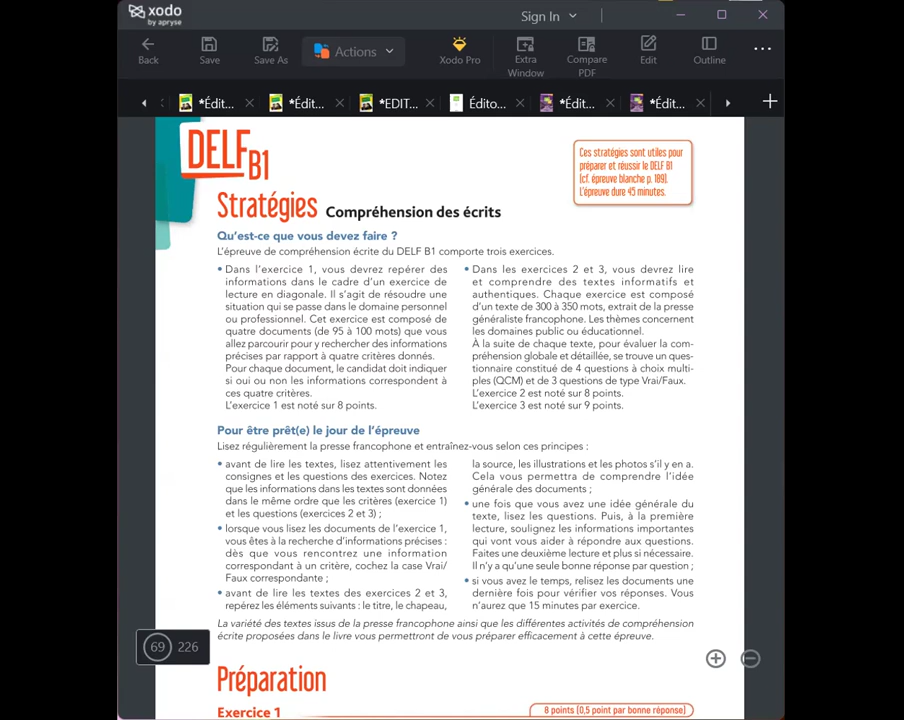 xodo
by apryse
Sign In
Back
Save
Save As
Actions
Xodo Pro
Extra
Window
Compare
PDF
Edit
Outline
*Édit...
*Édit...
*EDIT...
Édito...
*Édit...
*Édit...
DELF B1
Ces stratégies sont utiles pour
préparer et réussir le DELF B1
(cf. épreuve blanche p. 189).
L'épreuve dure 45 minutes.
Stratégies Compréhension des écrits
Qu'est-ce que vous devez faire ?
L'épreuve de compréhension écrite du DELF B1 comporte trois exercices.
• Dans l'exercice 1, vous devrez repérer des
informations dans le cadre d'un exercice de
lecture en diagonale. Il s'agit de résoudre une
situation qui se passe dans le domaine personnel
ou professionnel. Cet exercice est composé de
quatre documents (de 95 à 100 mots) que vous
allez parcourir pour y rechercher des informations
précises par rapport à quatre critères donnés.
Pour chaque document, le candidat doit indiquer
si oui ou non les informations correspondent à
ces quatre critères.
L'exercice 1 est noté sur 8 points.
• Dans les exercices 2 et 3, vous devrez lire
et comprendre des textes informatifs et
authentiques. Chaque exercice est composé
d'un texte de 300 à 350 mots, extrait de la presse
généraliste francophone. Les thèmes concernent
les domaines public ou éducationnel.
À la suite de chaque texte, pour évaluer la com-
préhension globale et détaillée, se trouve un ques-
tionnaire constitué de 4 questions à choix multi-
ples (QCM) et de 3 questions de type Vrai/Faux.
L'exercice 2 est noté sur 8 points.
L'exercice 3 est noté sur 9 points.
Pour être prêt(e) le jour de l'épreuve
Lisez régulièrement la presse francophone et entraînez-vous selon ces principes :
• avant de lire les textes, lisez attentivement les
consignes et les questions des exercices. Notez
que les informations dans les textes sont données
dans le même ordre que les critères (exercice 1)
et les questions (exercices 2 et 3) ;
• lorsque vous lisez les documents de l'exercice 1,
vous êtes à la recherche d'informations précises :
dès que vous rencontrez une information
correspondant à un critère, cochez la case Vrai/
Faux correspondante ;
• avant de lire les textes des exercices 2 et 3,
repérez les éléments suivants : le titre, le chapeau,
la source, les illustrations et les photos s'il y en a.
Cela vous permettra de comprendre l'idée
générale des documents ;
• une fois que vous avez une idée générale du
texte, lisez les questions. Puis, à la première
lecture, soulignez les informations importantes
qui vont vous aider à répondre aux questions.
Faites une deuxième lecture et plus si nécessaire.
Il n'y a qu'une seule bonne réponse par question ;
• si vous avez le temps, relisez les documents une
dernière fois pour vérifier vos réponses. Vous
n'aurez que 15 minutes par exercice.
La variété des textes issus de la presse francophone ainsi que les différentes activités de compréhension
écrite proposées dans le livre vous permettront de vous préparer efficacement à cette épreuve.
69 226
Préparation
Exercice 1
8 points (0,5 point par bonne réponse)